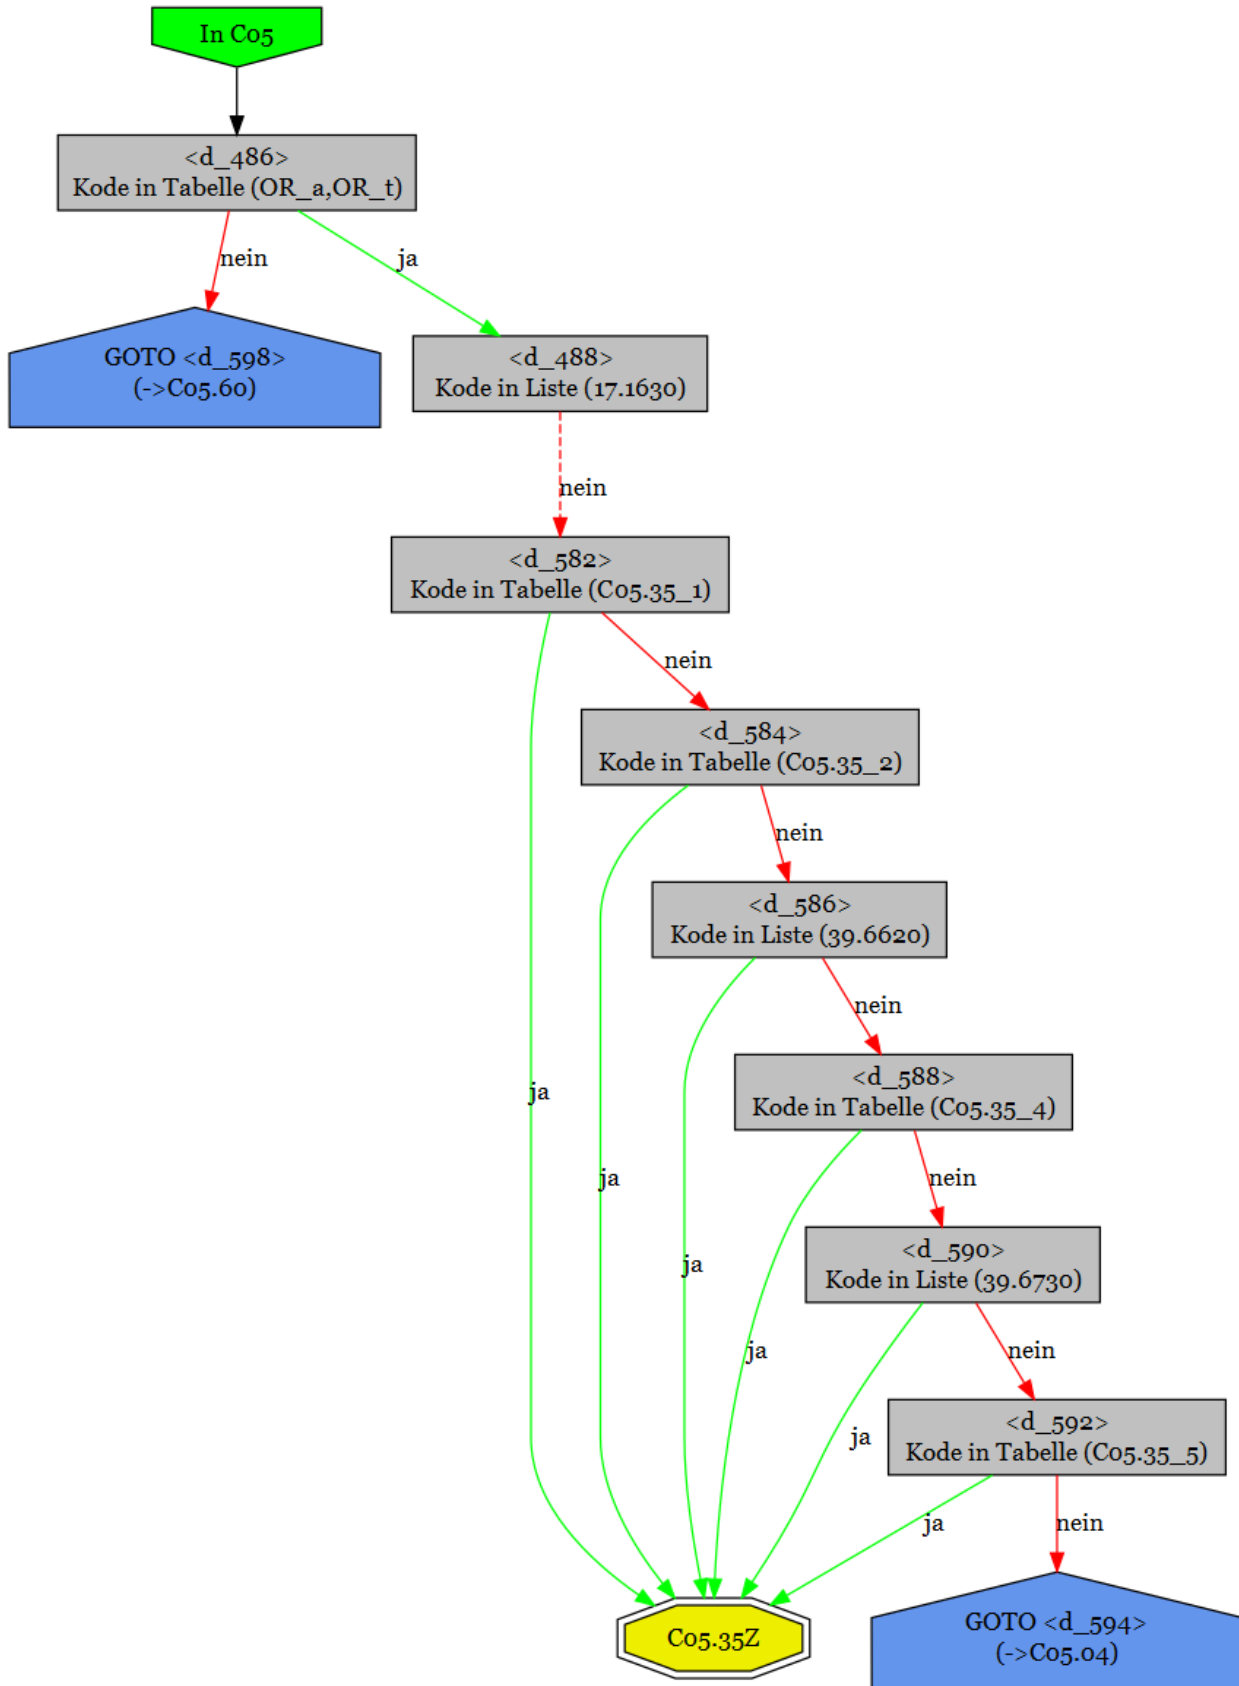 In C05
<d_486>
Kode in Tabelle (OR_a,OR_t)
nein
ja
GOTO <d_598>
(->C05.60)
<d_488>
Kode in Liste (17.1630)
nein
<d_582>
Kode in Tabelle (C05.35_1)
nein
<d_584>
Kode in Tabelle (C05.35_2)
nein
<d_586>
Kode in Liste (39.6620)
nein
<d_588>
Kode in Tabelle (C05.35_4)
ja
ja
nein
<d_590>
Kode in Liste (39.6730)
ja
ja
nein
<d_592>
Kode in Tabelle (C05.35_5)
ja
ja
nein
C05.35Z
GOTO <d_594>
(->C05.04)